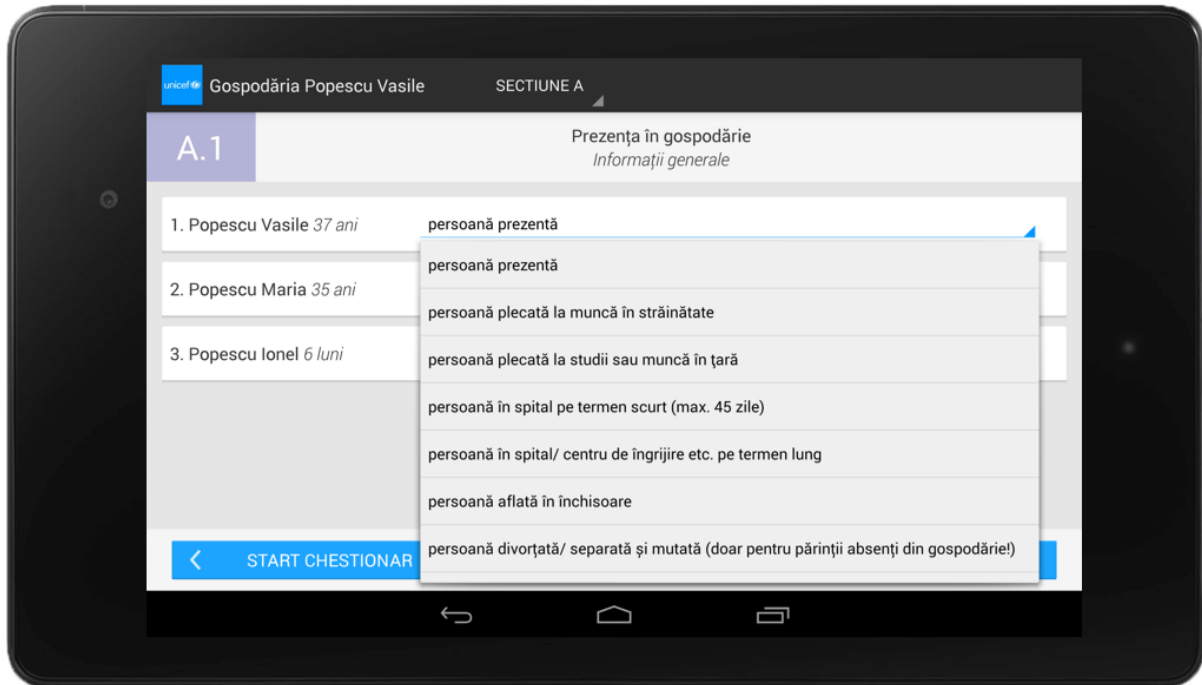 unicef Gospodăria Popescu Vasile SECTIUNE A
A.1
Prezența în gospodărie
Informații generale
1. Popescu Vasile 37 ani persoană prezentă
persoană prezentă
2. Popescu Maria 35 ani
persoană plecată la muncă în străinătate
3. Popescu Ionel 6 luni
persoană plecată la studii sau muncă în ţară
persoană în spital pe termen scurt (max. 45 zile)
persoană în spital/ centru de îngrijire etc. pe termen lung
persoană aflată în închisoare
persoană divorțată/ separată și mutată (doar pentru părinții absenți din gospodărie!)
START CHESTIONAR